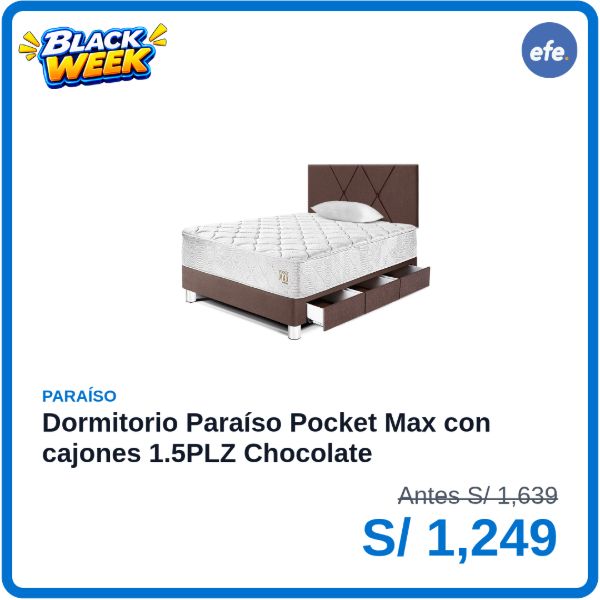 BLACK
WEEK
efe.
PARAÍSO
Dormitorio Paraíso Pocket Max con
cajones 1.5PLZ Chocolate
Antes S/ 1,639
S/ 1,249